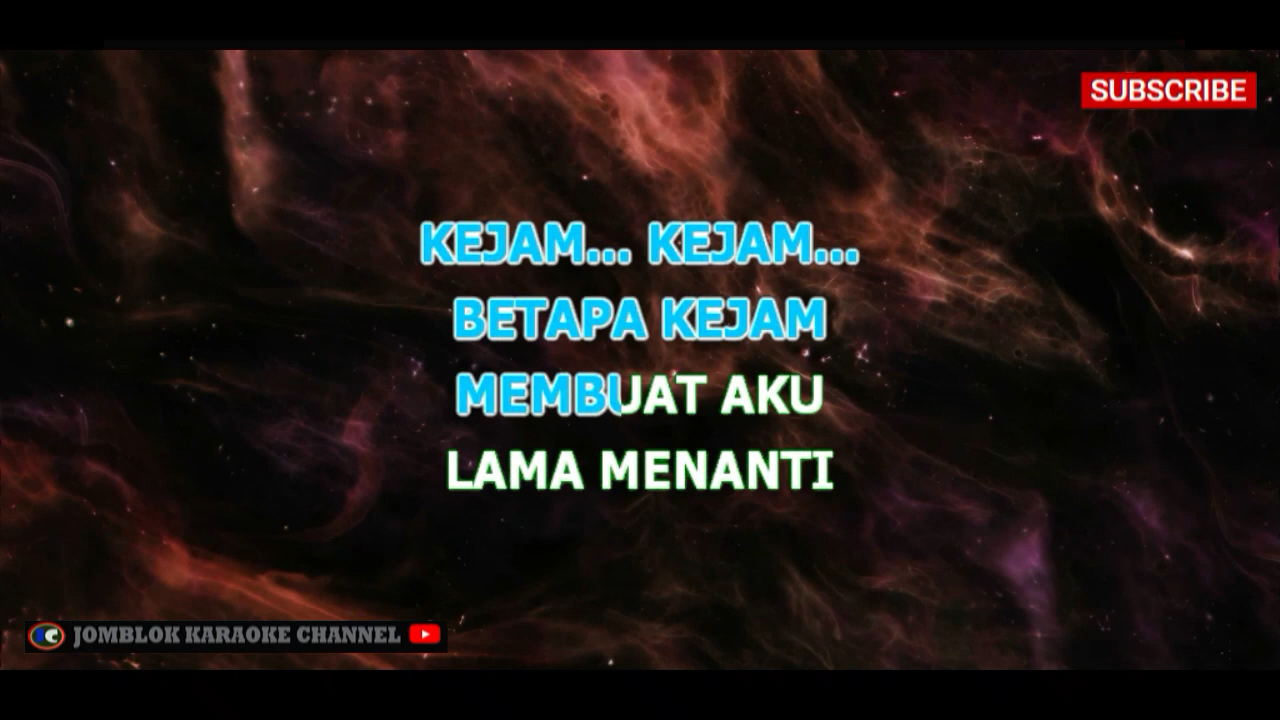 SUBSCRIBE
KEJAM... KEJAM...
BETAPA KEJAM
MEMBUAT AKU
LAMA MENANTI
JOMBLOK KARAOKE CHANNEL